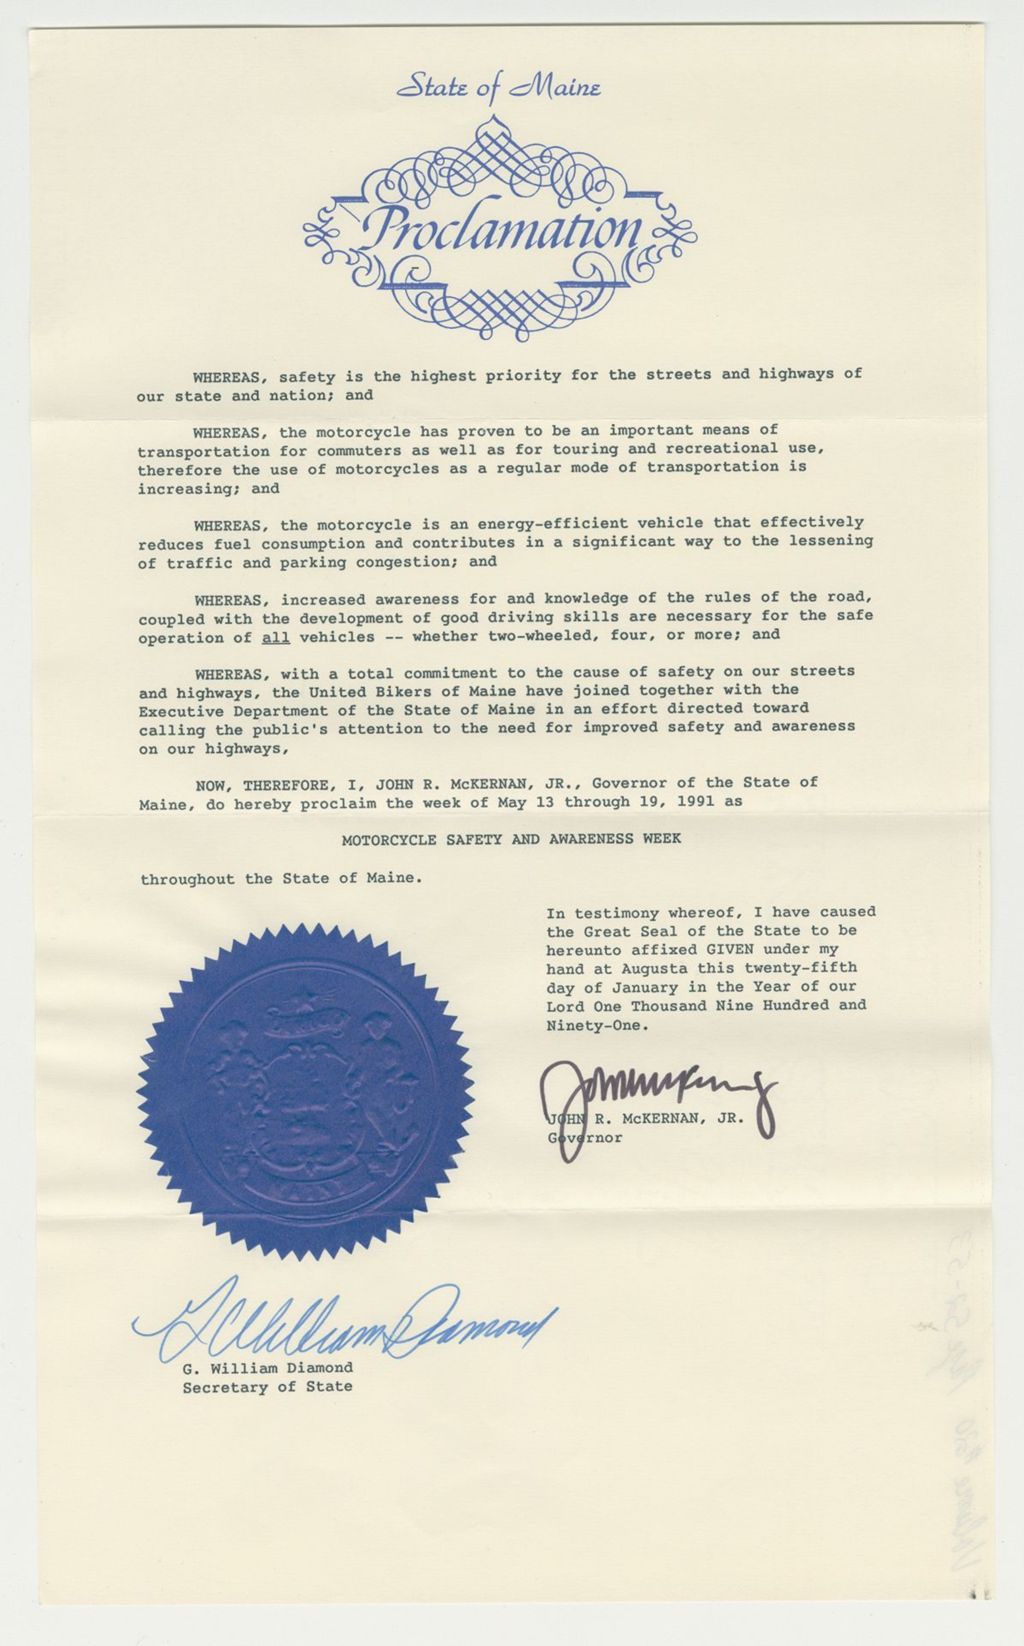 State of Maine
Proclamation
WHEREAS, safety is the highest priority for the streets and highways of
our state and nation; and
WHEREAS, the motorcycle has proven to be an important means of
transportation for commuters as well as for touring and recreational use,
therefore the use of motorcycles as a regular mode of transportation is
increasing; and
WHEREAS, the motorcycle is an energy-efficient vehicle that effectively
reduces fuel consumption and contributes in a significant way to the lessening
of traffic and parking congestion; and
WHEREAS, increased awareness for and knowledge of the rules of the road,
coupled with the development of good driving skills are necessary for the safe
operation of all vehicles -- whether two-wheeled, four, or more; and
WHEREAS, with a total commitment to the cause of safety on our streets
and highways, the United Bikers of Maine have joined together with the
Executive Department of the State of Maine in an effort directed toward
calling the public's attention to the need for improved safety and awareness
on our highways,
NOW, THEREFORE, I, JOHN R. McKERNAN, JR., Governor of the State of
Maine, do hereby proclaim the week of May 13 through 19, 1991 as
MOTORCYCLE SAFETY AND AWARENESS WEEK
throughout the State of Maine.
In testimony whereof, I have caused
the Great Seal of the State to be
hereunto affixed GIVEN under my
hand at Augusta this twenty-fifth
day of January in the Year of our
Lord One Thousand Nine Hundred and
Ninety-One.
JOHN R. McKERNAN, JR.
Governor
MAINE
G William Diamond
G. William Diamond
Secretary of State